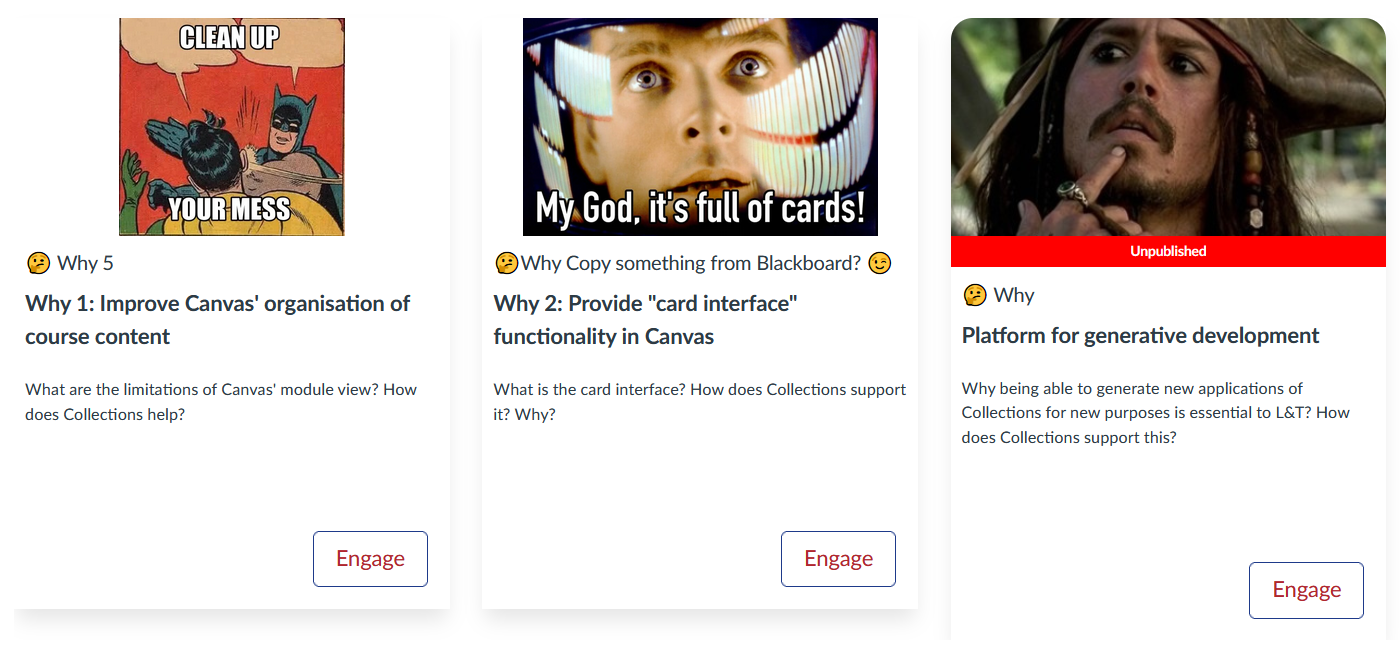 CLEAN UP
YOUR MESS
🤔 Why 5
Why 1: Improve Canvas' organisation of
course content
What are the limitations of Canvas' module view? How
does Collections help?
Engage
My God, it's full of cards!
🤔Why Copy something from Blackboard? 😉
Why 2: Provide "card interface"
functionality in Canvas
What is the card interface? How does Collections support
it? Why?
Engage
Unpublished
🤔 Why
Platform for generative development
Why being able to generate new applications of
Collections for new purposes is essential to L&T? How
does Collections support this?
Engage